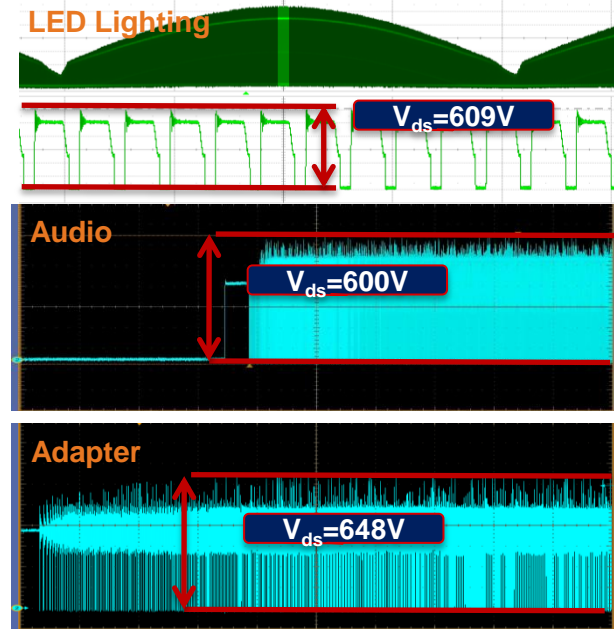 LED Lighting
Vds=609V
Audio
Vds=600V
Adapter
Vds=648V